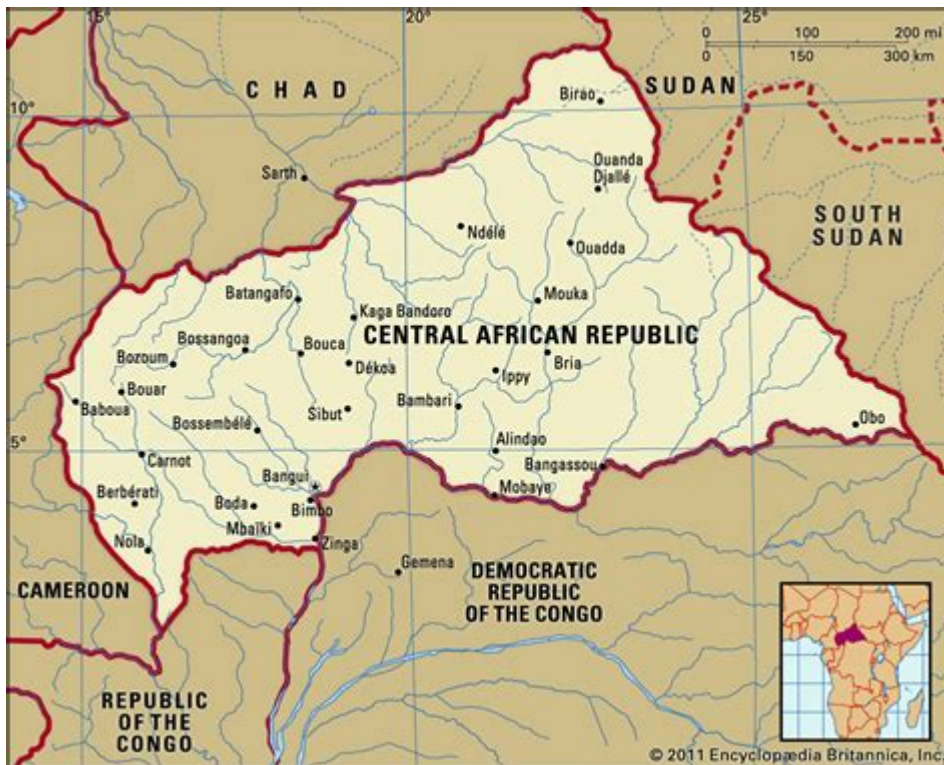 15°
20°
25°
0 100 200 mi
0 150 300 km
CHAD
SUDAN
10°
Birao
Sarth
Ouanda
Djallé
SOUTH
SUDAN
Ndélé
Ouadda
Batangafo
Mouka
Kaga Bandoro
CENTRAL AFRICAN REPUBLIC
Bossangoa
Bouca
Bozoum
Dékoa
Bria
Ippy
Bouar
Baboua
Bambari
Sibut
Bossembélé
Obo
5°
Alindao
Carnot
Bangassou
Bangui
Mobaye
Berbérati
Boda
Bimbo
Mbaïki
Zinga
Nola
Gemena
CAMEROON
DEMOCRATIC
REPUBLIC
OF THE CONGO
REPUBLIC
OF THE
CONGO
© 2011 Encyclopædia Britannica, Inc.